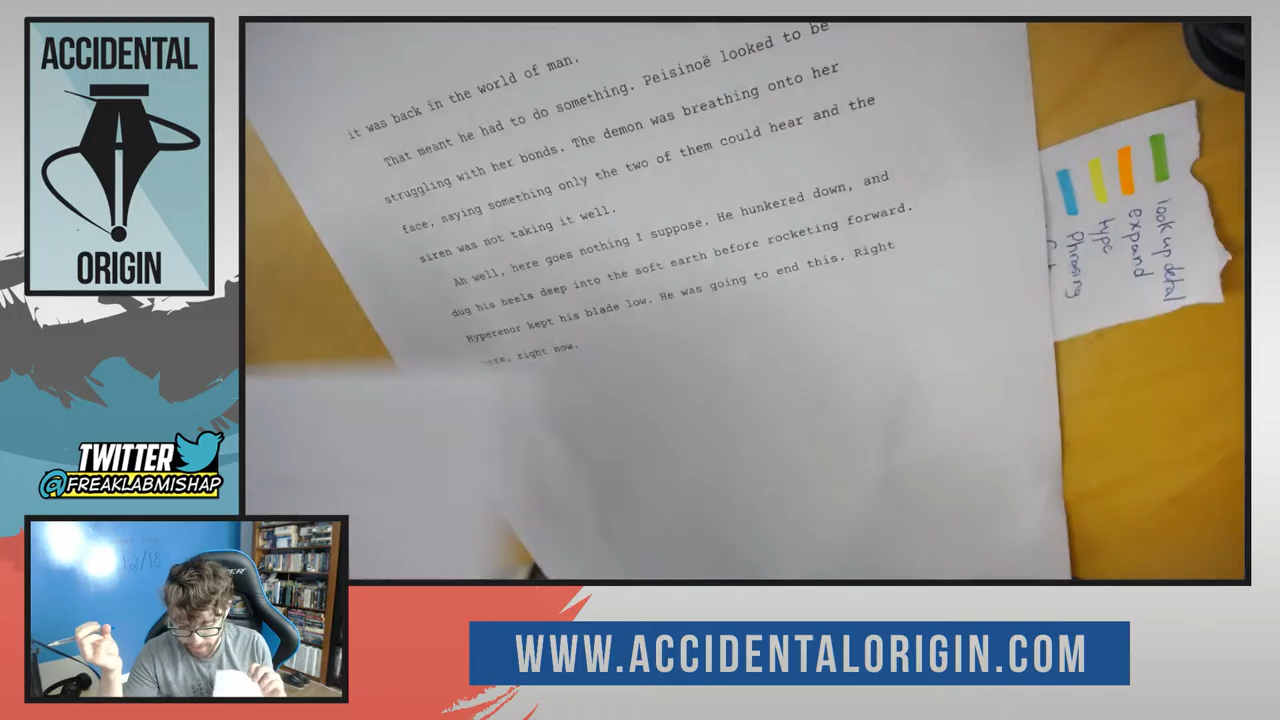 ACCIDENTAL
ORIGIN
it was back in the world of man.
That meant he had to do something. Peisinoë looked to be
struggling with her bonds. The demon was breathing onto her
face, saying something only the two of them could hear and the
siren was not taking it well.
Ah well, here goes nothing I suppose. He hunkered down, and
dug his heels deep into the soft earth before rocketing forward.
Hyperenor kept his blade low. He was going to end this. Right
right now.
look up detail
expand
typo
Phrasing
TWITTER
@FREAKLABMISHAP
12/18
WWW.ACCIDENTALORIGIN.COM